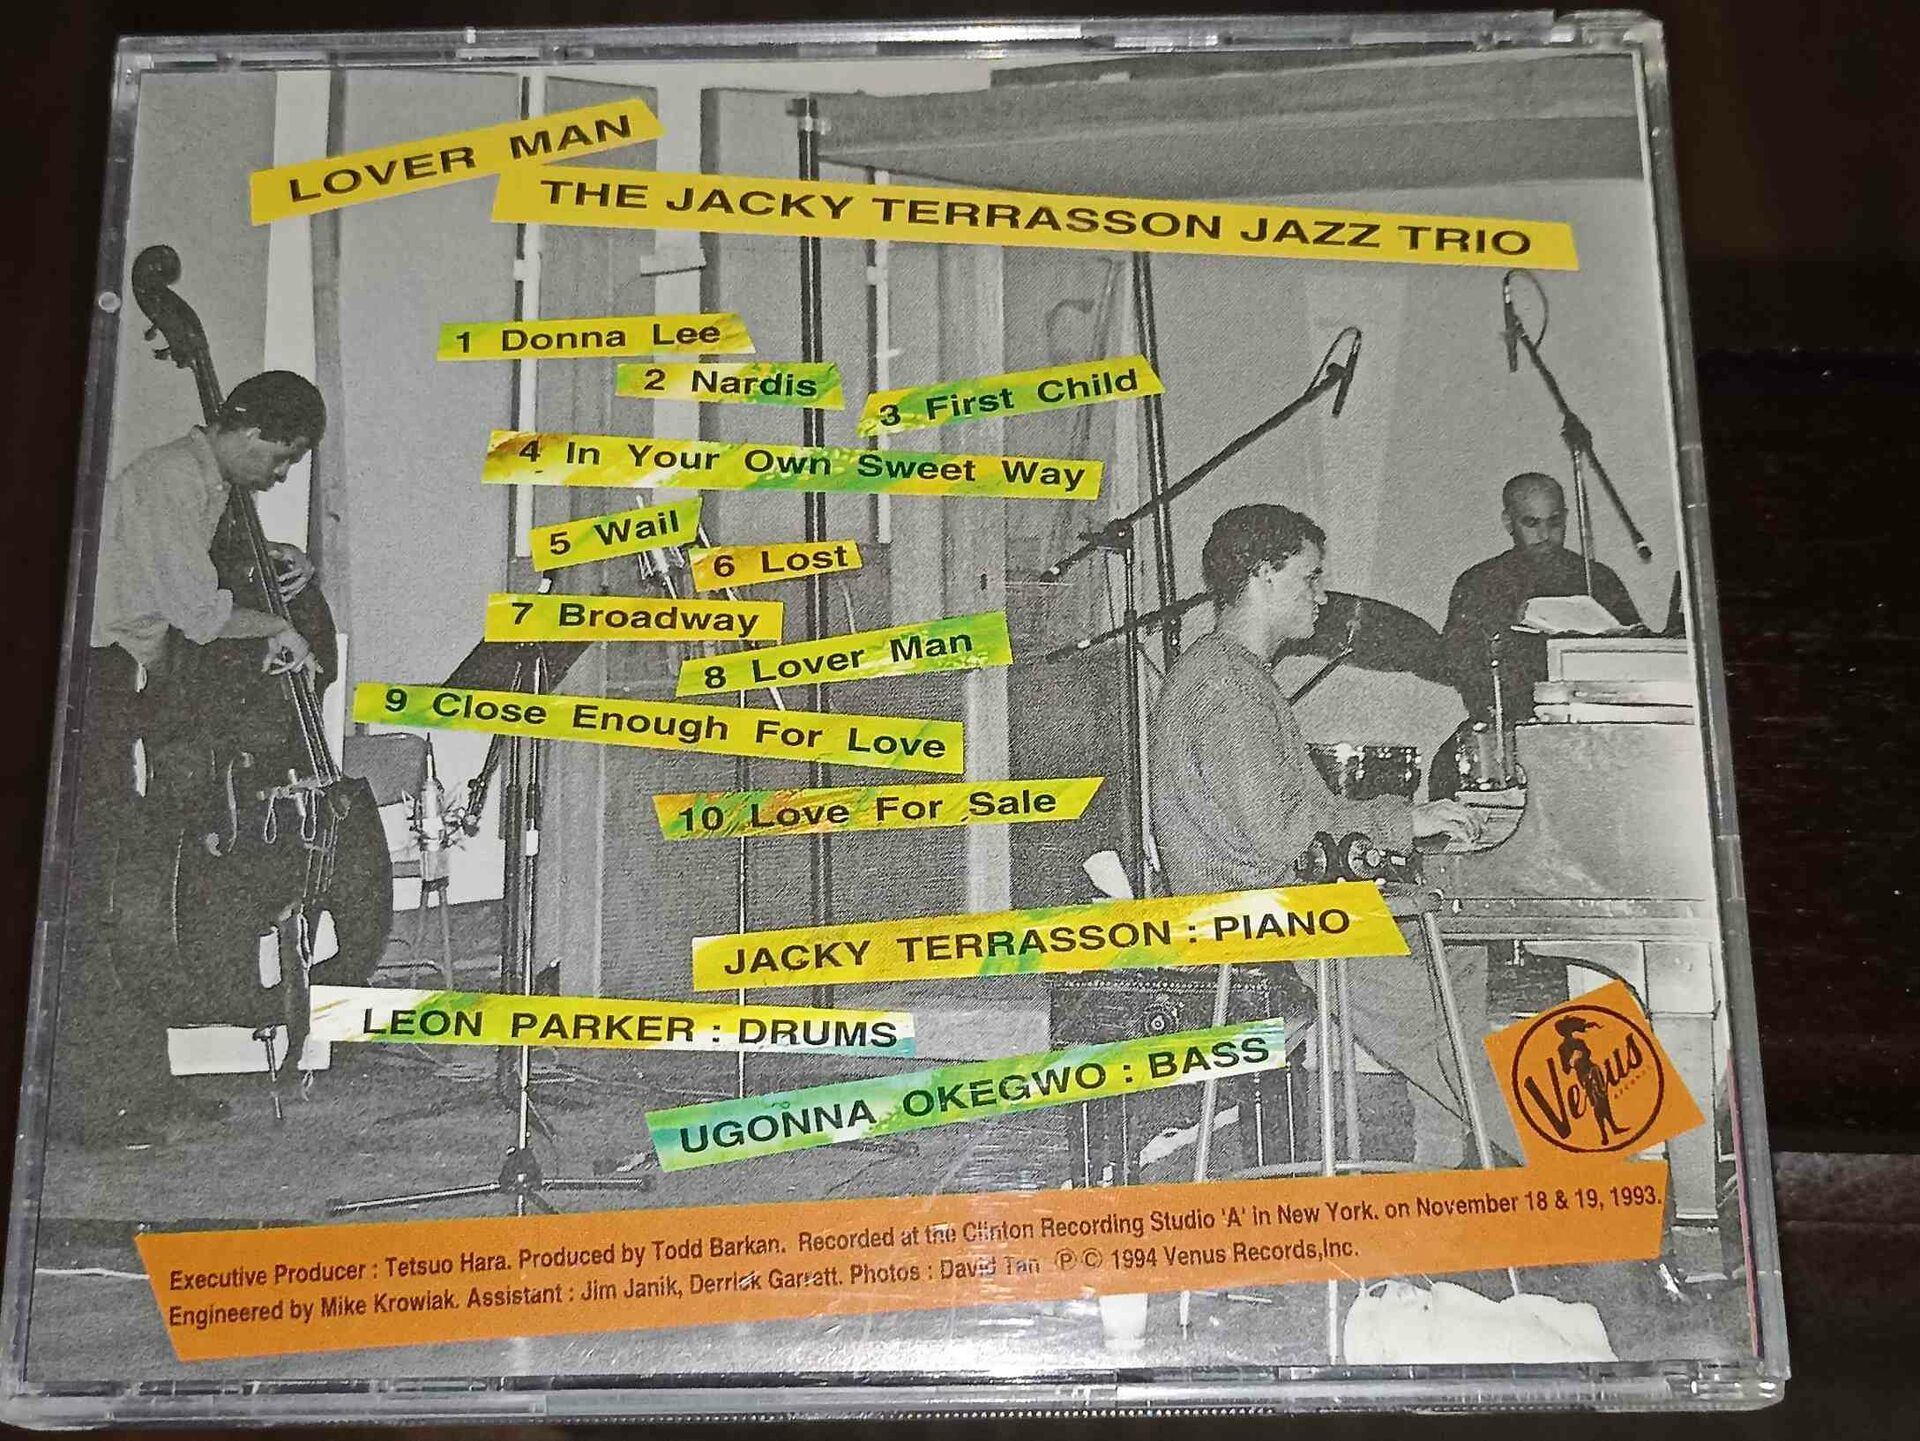 LOVER MAN
THE JACKY TERRASSON JAZZ TRIO
1 Donna Lee
2 Nardis
3 First Child
4 In Your Own Sweet Way
5 Wail
6 Lost
7 Broadway
8 Lover Man
9 Close Enough For Love
10 Love For Sale
JACKY TERRASSON : PIANO
LEON PARKER : DRUMS
UGONNA OKEGWO : BASS
Venus
Executive Producer : Tetsuo Hara. Produced by Todd Barkan. Recorded at the Clinton Recording Studio 'A' in New York. on November 18 & 19, 1993.
Engineered by Mike Krowiak. Assistant : Jim Janik, Derrick Garrett. Photos : David Tan ℗© 1994 Venus Records,Inc.